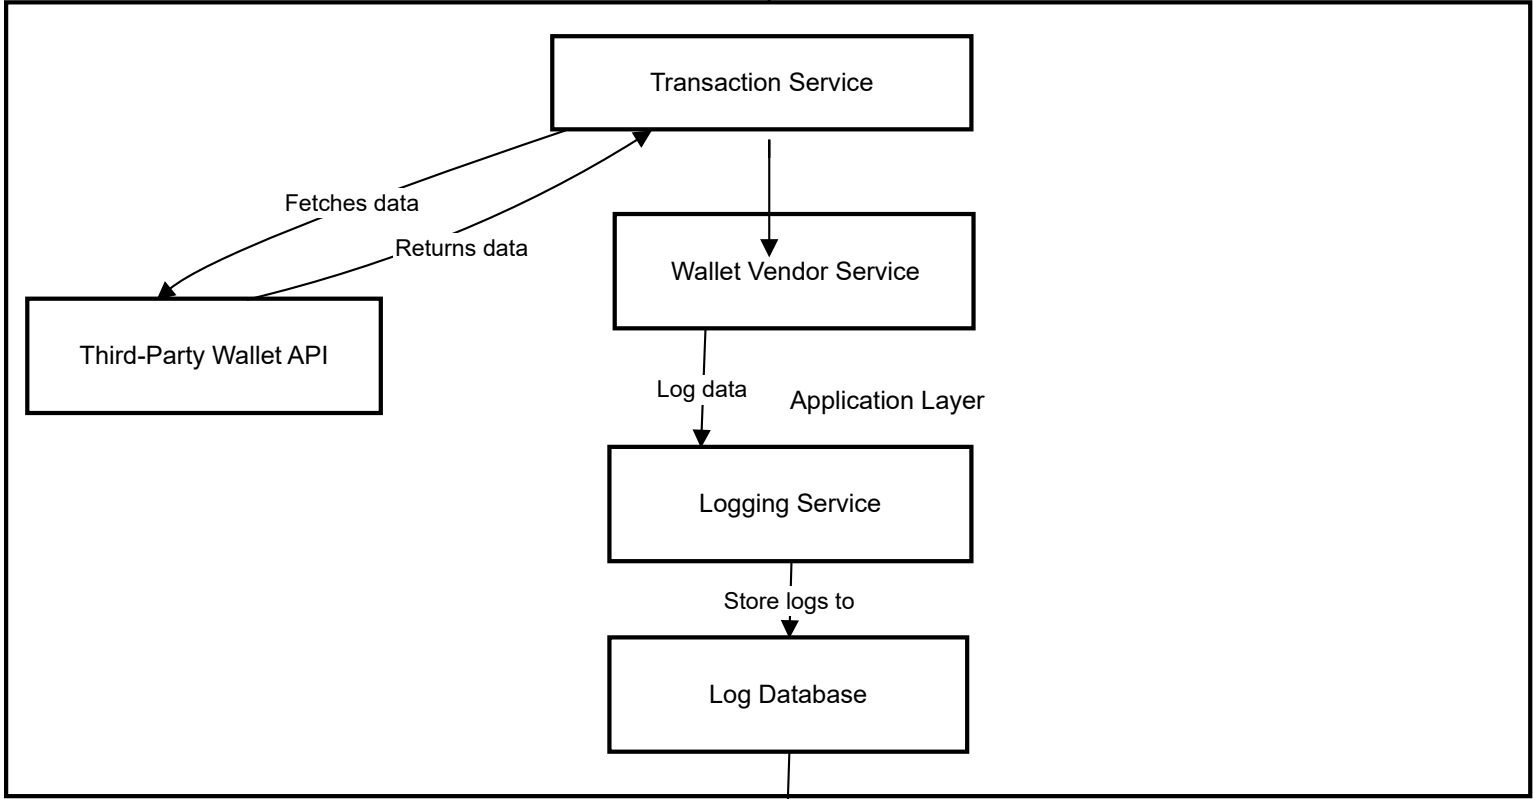 Transaction Service
Fetches data
Returns data
Wallet Vendor Service
Third-Party Wallet API
Log data
Application Layer
Logging Service
Store logs to
Log Database